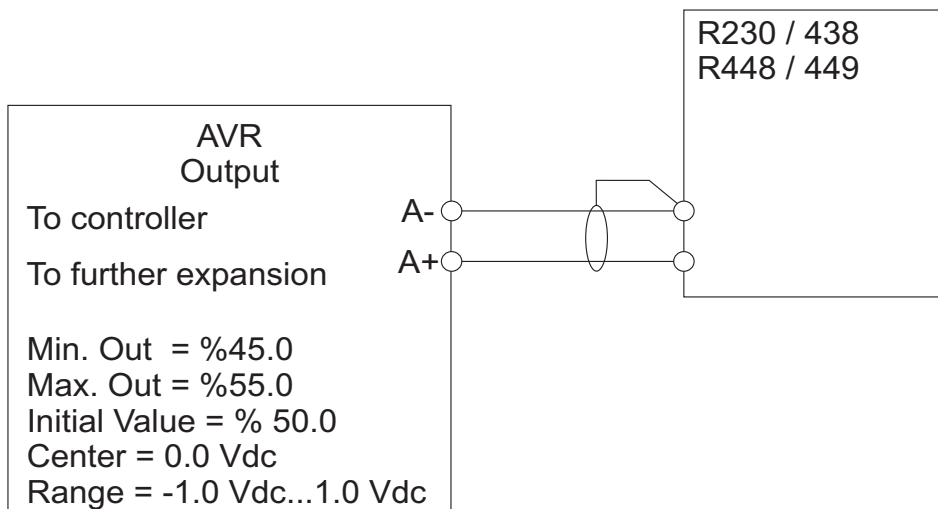 R230 / 438
R448 / 449
AVR
Output
To controller
A-
To further expansion
A+
Min. Out = %45.0
Max. Out = %55.0
Initial Value = % 50.0
Center = 0.0 Vdc
Range = -1.0 Vdc...1.0 Vdc